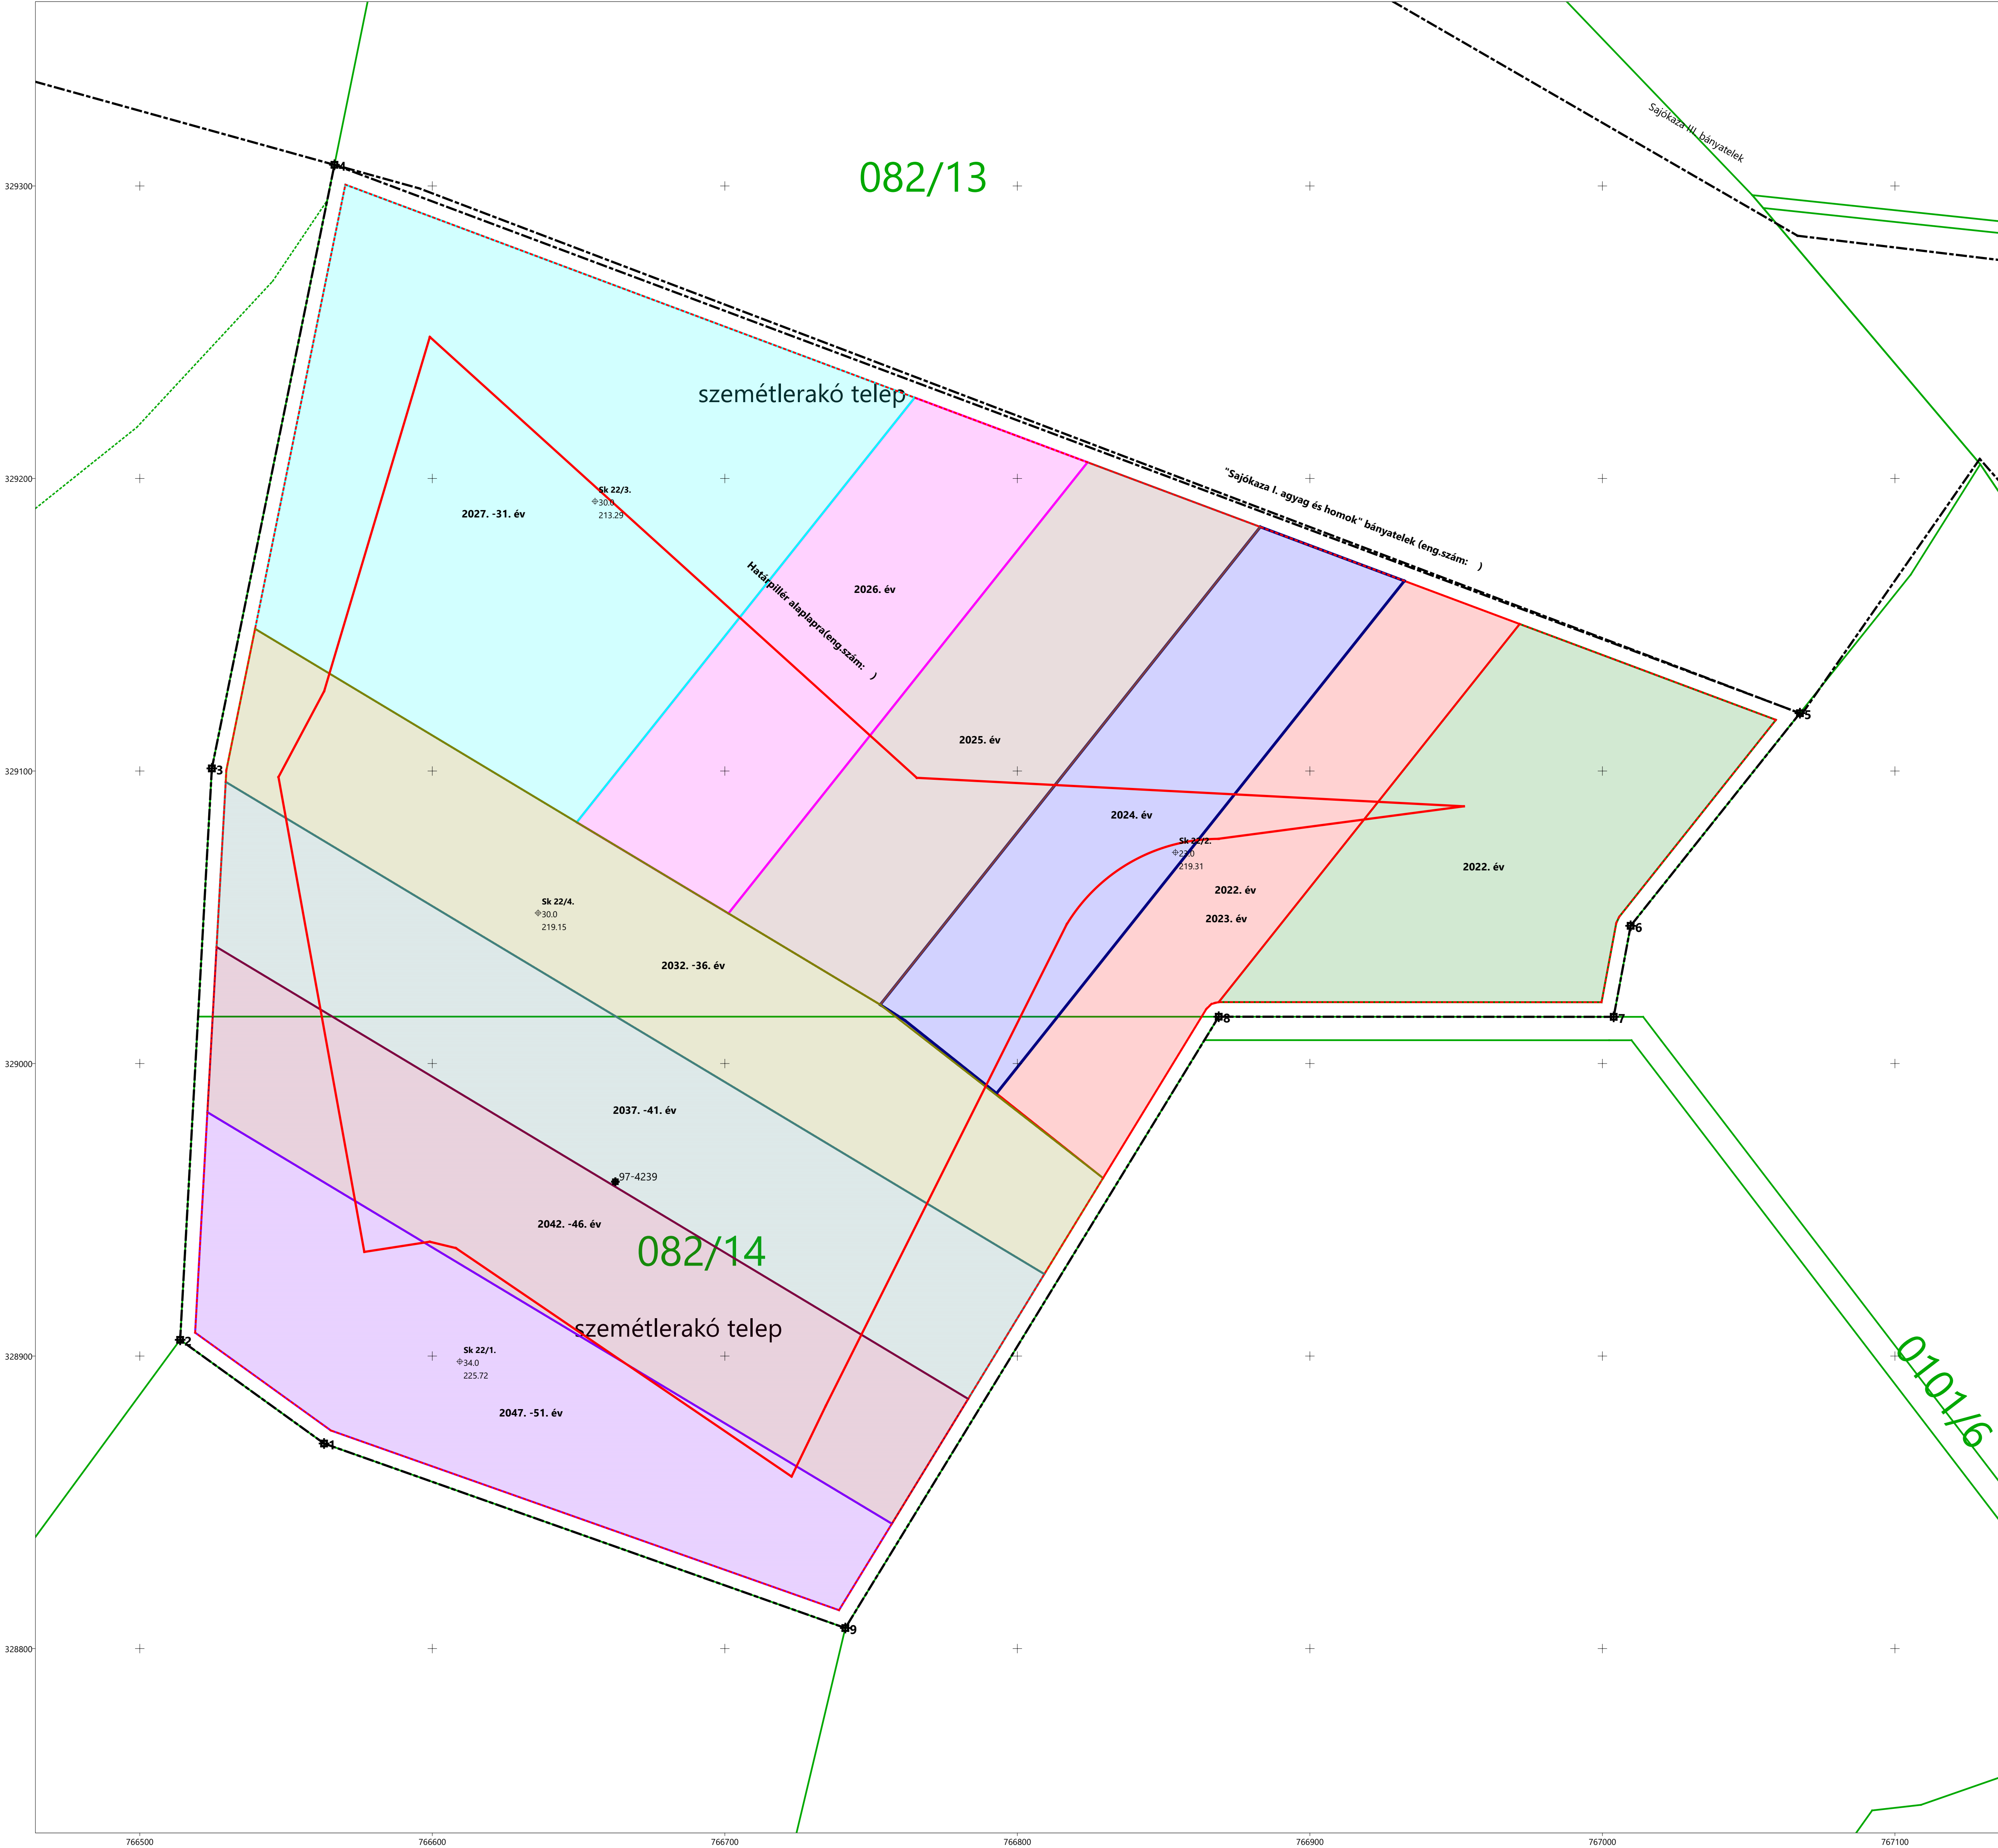 Sajókaza III. bányatelek
082/13
4
329300
szemétlerakó telep
"Sajókaza I. agyag és homok" bányatelek (eng.szám:    )
329200
Sk 22/3.
30.0
213.29
2027. -31. év
Határpillér alaplapra(eng.szám:    )
2026. év
5
2025. év
3
329100
2024. év
Sk 22/2.
219.31
2022. év
2022. év
2023. év
Sk 22/4.
30.0
219.15
6
2032. -36. év
8
7
329000
2037. -41. év
97-4239
2042. -46. év
082/14
szemétlerakó telep
2
328900
Sk 22/1.
34.0
225.72
0101/6
2047. -51. év
1
9
328800
766500
766600
766700
766800
766900
767000
767100